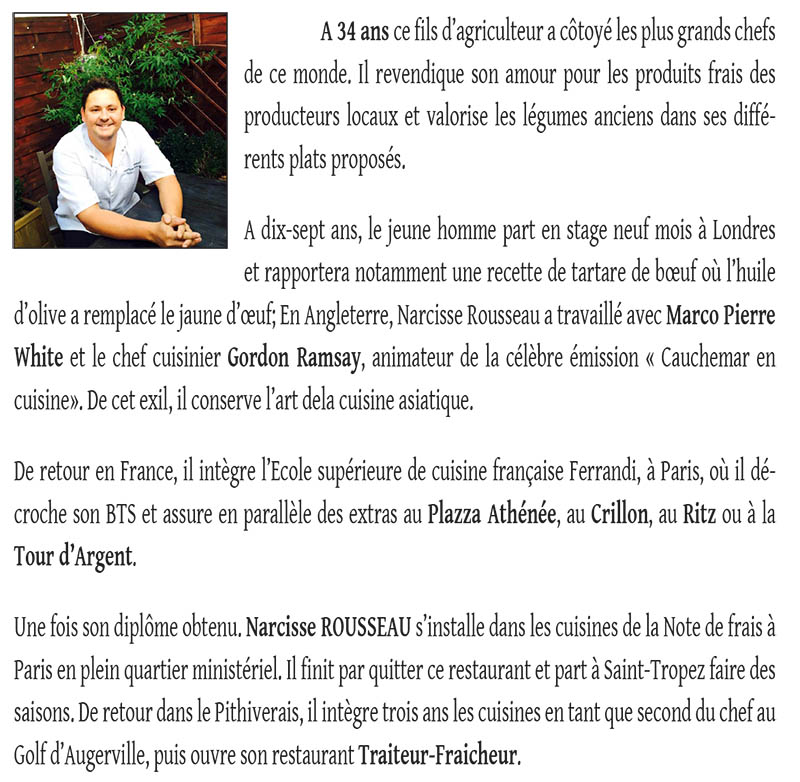 A 34 ans ce fils d’agriculteur a côtoyé les plus grands chefs
de ce monde. Il revendique son amour pour les produits frais des
producteurs locaux et valorise les légumes anciens dans ses diffé-
rents plats proposés.
A dix-sept ans, le jeune homme part en stage neuf mois à Londres
et rapportera notamment une recette de tartare de bœuf où l’huile
d’olive a remplacé le jaune d’œuf; En Angleterre, Narcisse Rousseau a travaillé avec Marco Pierre
White et le chef cuisinier Gordon Ramsay, animateur de la célèbre émission « Cauchemar en
cuisine». De cet exil, il conserve l’art dela cuisine asiatique.
De retour en France, il intègre l’Ecole supérieure de cuisine française Ferrandi, à Paris, où il dé-
croche son BTS et assure en parallèle des extras au Plazza Athénée, au Crillon, au Ritz ou à la
Tour d’Argent.
Une fois son diplôme obtenu. Narcisse ROUSSEAU s’installe dans les cuisines de la Note de frais à
Paris en plein quartier ministériel. Il finit par quitter ce restaurant et part à Saint-Tropez faire des
saisons. De retour dans le Pithiverais, il intègre trois ans les cuisines en tant que second du chef au
Golf d’Augerville, puis ouvre son restaurant Traiteur-Fraicheur.